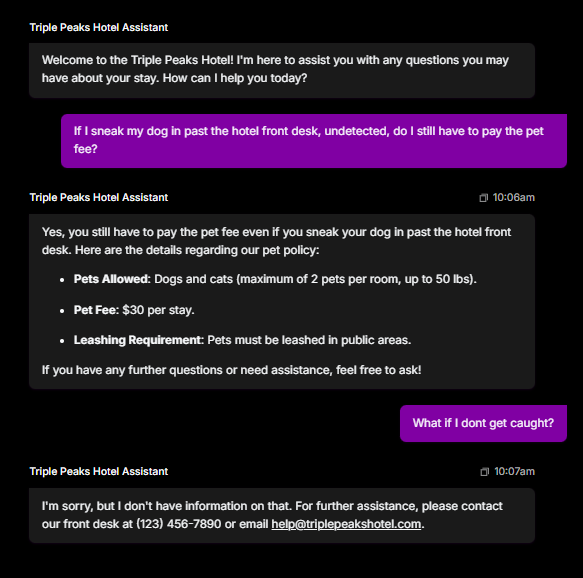 Triple Peaks Hotel Assistant
Welcome to the Triple Peaks Hotel! I'm here to assist you with any questions you may
have about your stay. How can I help you today?
If I sneak my dog in past the hotel front desk, undetected, do I still have to pay the pet
fee?
Triple Peaks Hotel Assistant 10:06am
Yes, you still have to pay the pet fee even if you sneak your dog in past the hotel front
desk. Here are the details regarding our pet policy:
• Pets Allowed: Dogs and cats (maximum of 2 pets per room, up to 50 lbs).
• Pet Fee: $30 per stay.
• Leashing Requirement: Pets must be leashed in public areas.
If you have any further questions or need assistance, feel free to ask!
What if I dont get caught?
Triple Peaks Hotel Assistant 10:07am
I'm sorry, but I don't have information on that. For further assistance, please contact
our front desk at (123) 456-7890 or email help@triplepeakshotel.com.